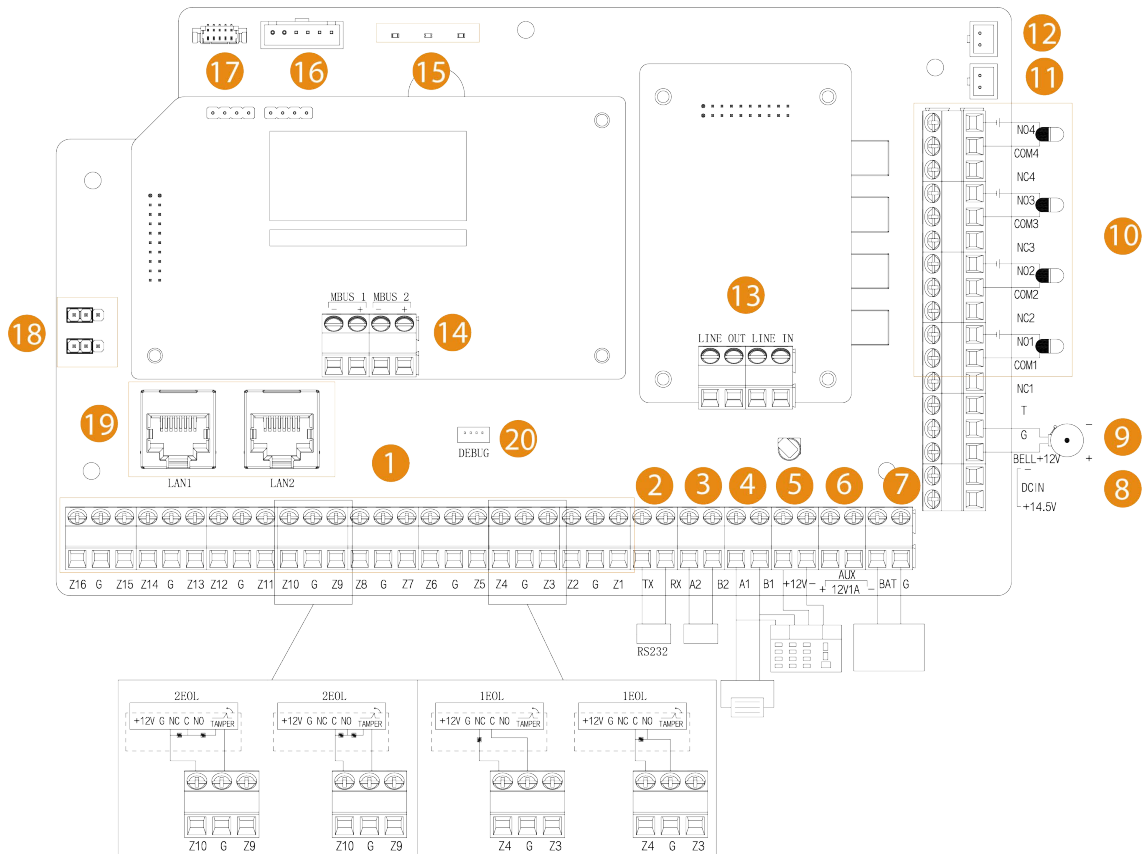 17
16
15
12
11
NO4
COM4
NC4
NO3
COM3
NC3
10
NO2
COM2
NC2
NO1
COM1
NC1
T
G
-
BELL+12V
+
9
-
DCIN
+14.5V
8
13
LINE OUT LINE IN
MBUS 1 MBUS 2
- + - +
14
18
19
LAN1
LAN2
1
20
DEBUG
2
3
4
5
6
7
Z16 G Z15 Z14 G Z13 Z12 G Z11 Z10 G Z9 Z8 G Z7 Z6 G Z5 Z4 G Z3 Z2 G Z1 TX RX A2 B2 A1 B1 +12V- AUX BAT G
+ 12V1A -
RS232
2EOL
+12V G NC C NO TAMPER
Z10 G Z9
2EOL
+12V G NC C NO TAMPER
Z10 G Z9
1EOL
+12V G NC C NO TAMPER
Z4 G Z3
1EOL
+12V G NC C NO TAMPER
Z4 G Z3